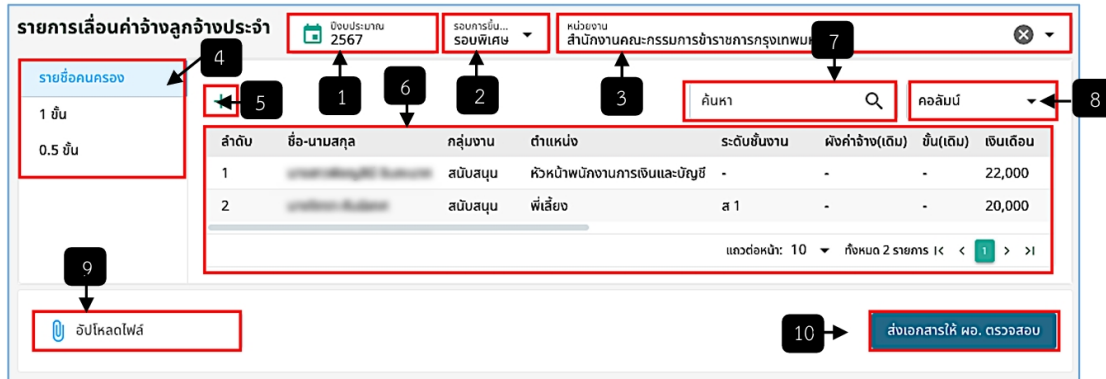 รายการเลื่อนค่าจ้างลูกจ้างประจำ
ปีงบประมาณ
2567
รอบการขึ้น...
รอบพิเศษ
หน่วยงาน
สำนักงานคณะกรรมการข้าราชการกรุงเทพม
1
2
3
4
5
6
7
8
รายชื่อคนครอง
1 ขั้น
0.5 ขั้น
ค้นหา
คอลัมน์
ลำดับ ชื่อ-นามสกุล กลุ่มงาน ตำแหน่ง ระดับชั้นงาน ผังค่าจ้าง(เดิม) ขั้น(เดิม) เงินเดือน
1 สนับสนุน หัวหน้าพนักงานการเงินและบัญชี - - - 22,000
2 สนับสนุน พี่เลี้ยง ส 1 - - 20,000
แถวต่อหน้า: 10 ทั้งหมด 2 รายการ 1
9
อัปโหลดไฟล์
10
ส่งเอกสารให้ ผอ. ตรวจสอบ